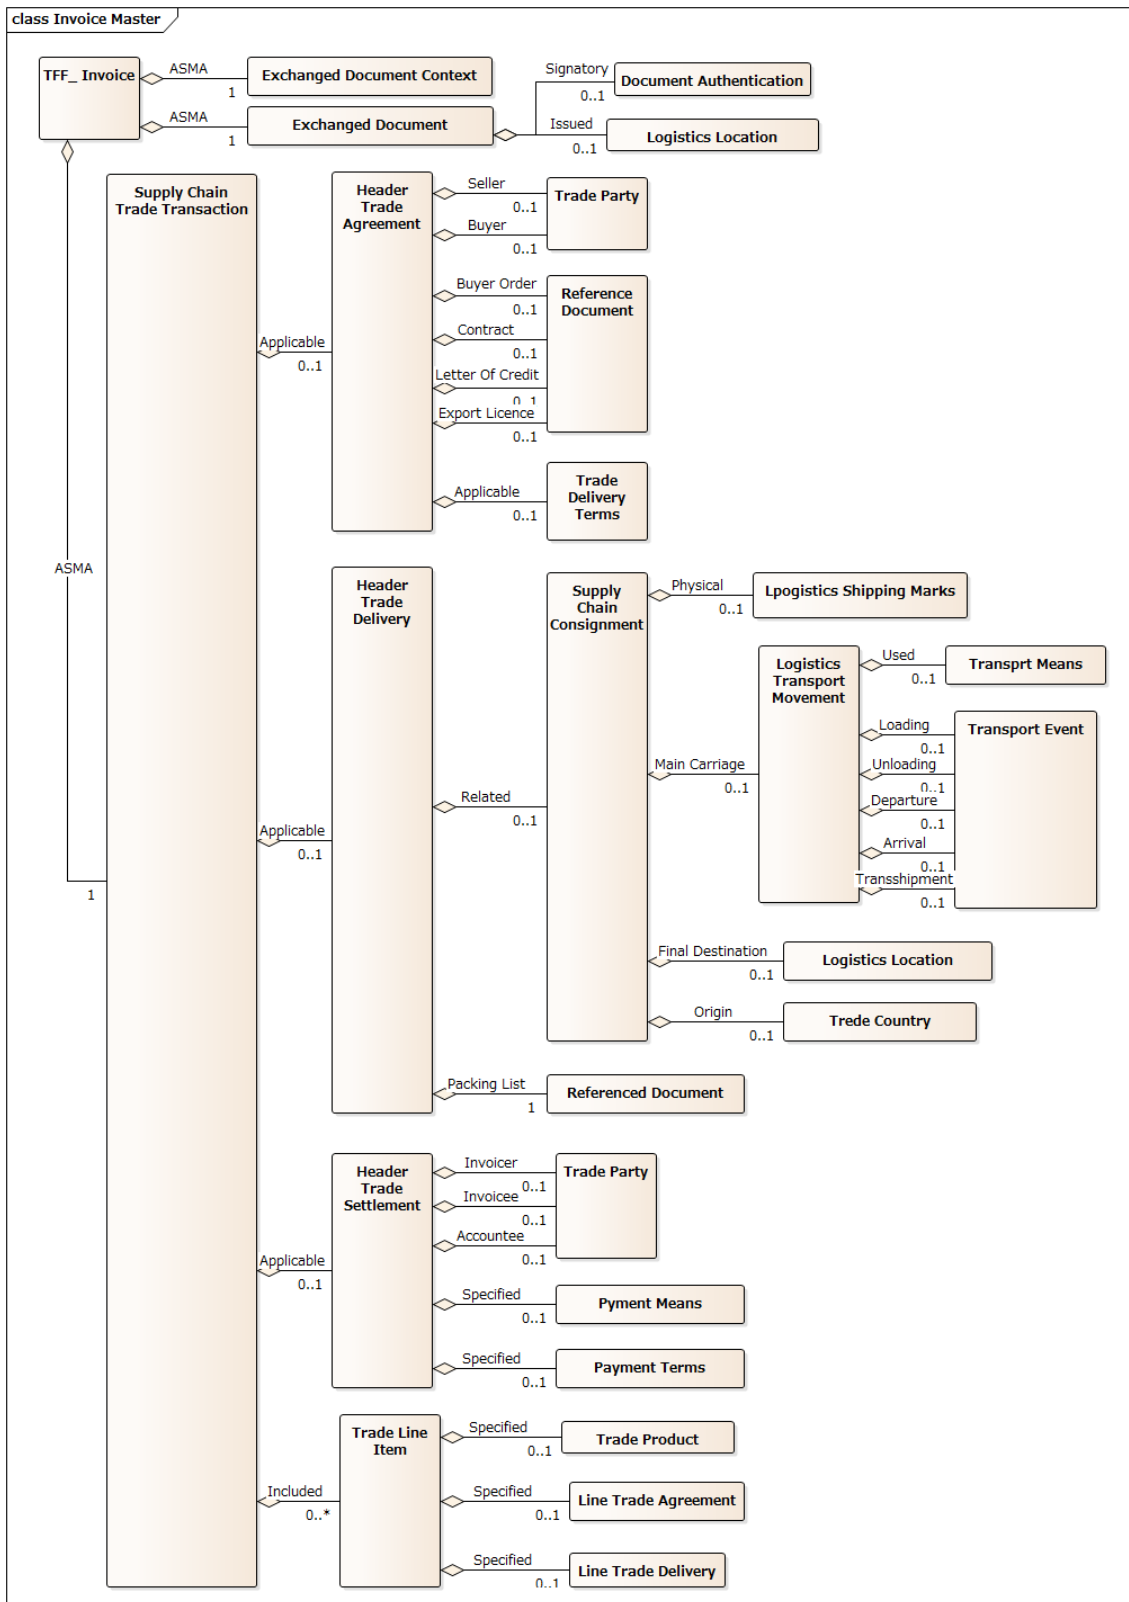 class Invoice Master
TFF_ Invoice
ASMA
1
Exchanged Document Context
ASMA
1
Exchanged Document
Signatory
0..1
Document Authentication
Issued
0..1
Logistics Location
ASMA
1
Supply Chain
Trade Transaction
Applicable
0..1
Header
Trade
Agreement
Seller
0..1
Buyer
0..1
Trade Party
Buyer Order
0..1
Contract
0..1
Letter Of Credit
0..1
Export Licence
0..1
Reference
Document
Applicable
0..1
Trade
Delivery
Terms
Applicable
0..1
Header
Trade
Delivery
Related
0..1
Supply
Chain
Consignment
Physical
0..1
Lpogistics Shipping Marks
Main Carriage
0..1
Logistics
Transport
Movement
Used
0..1
Transprt Means
Loading
0..1
Unloading
0..1
Departure
0..1
Arrival
0..1
Transshipment
0..1
Transport Event
Final Destination
0..1
Logistics Location
Origin
0..1
Trede Country
Packing List
1
Referenced Document
Applicable
0..1
Header
Trade
Settlement
Invoicer
0..1
Invoicee
0..1
Accountee
0..1
Trade Party
Specified
0..1
Pyment Means
Specified
0..1
Payment Terms
Included
0..*
Trade Line
Item
Specified
0..1
Trade Product
Specified
0..1
Line Trade Agreement
Specified
0..1
Line Trade Delivery